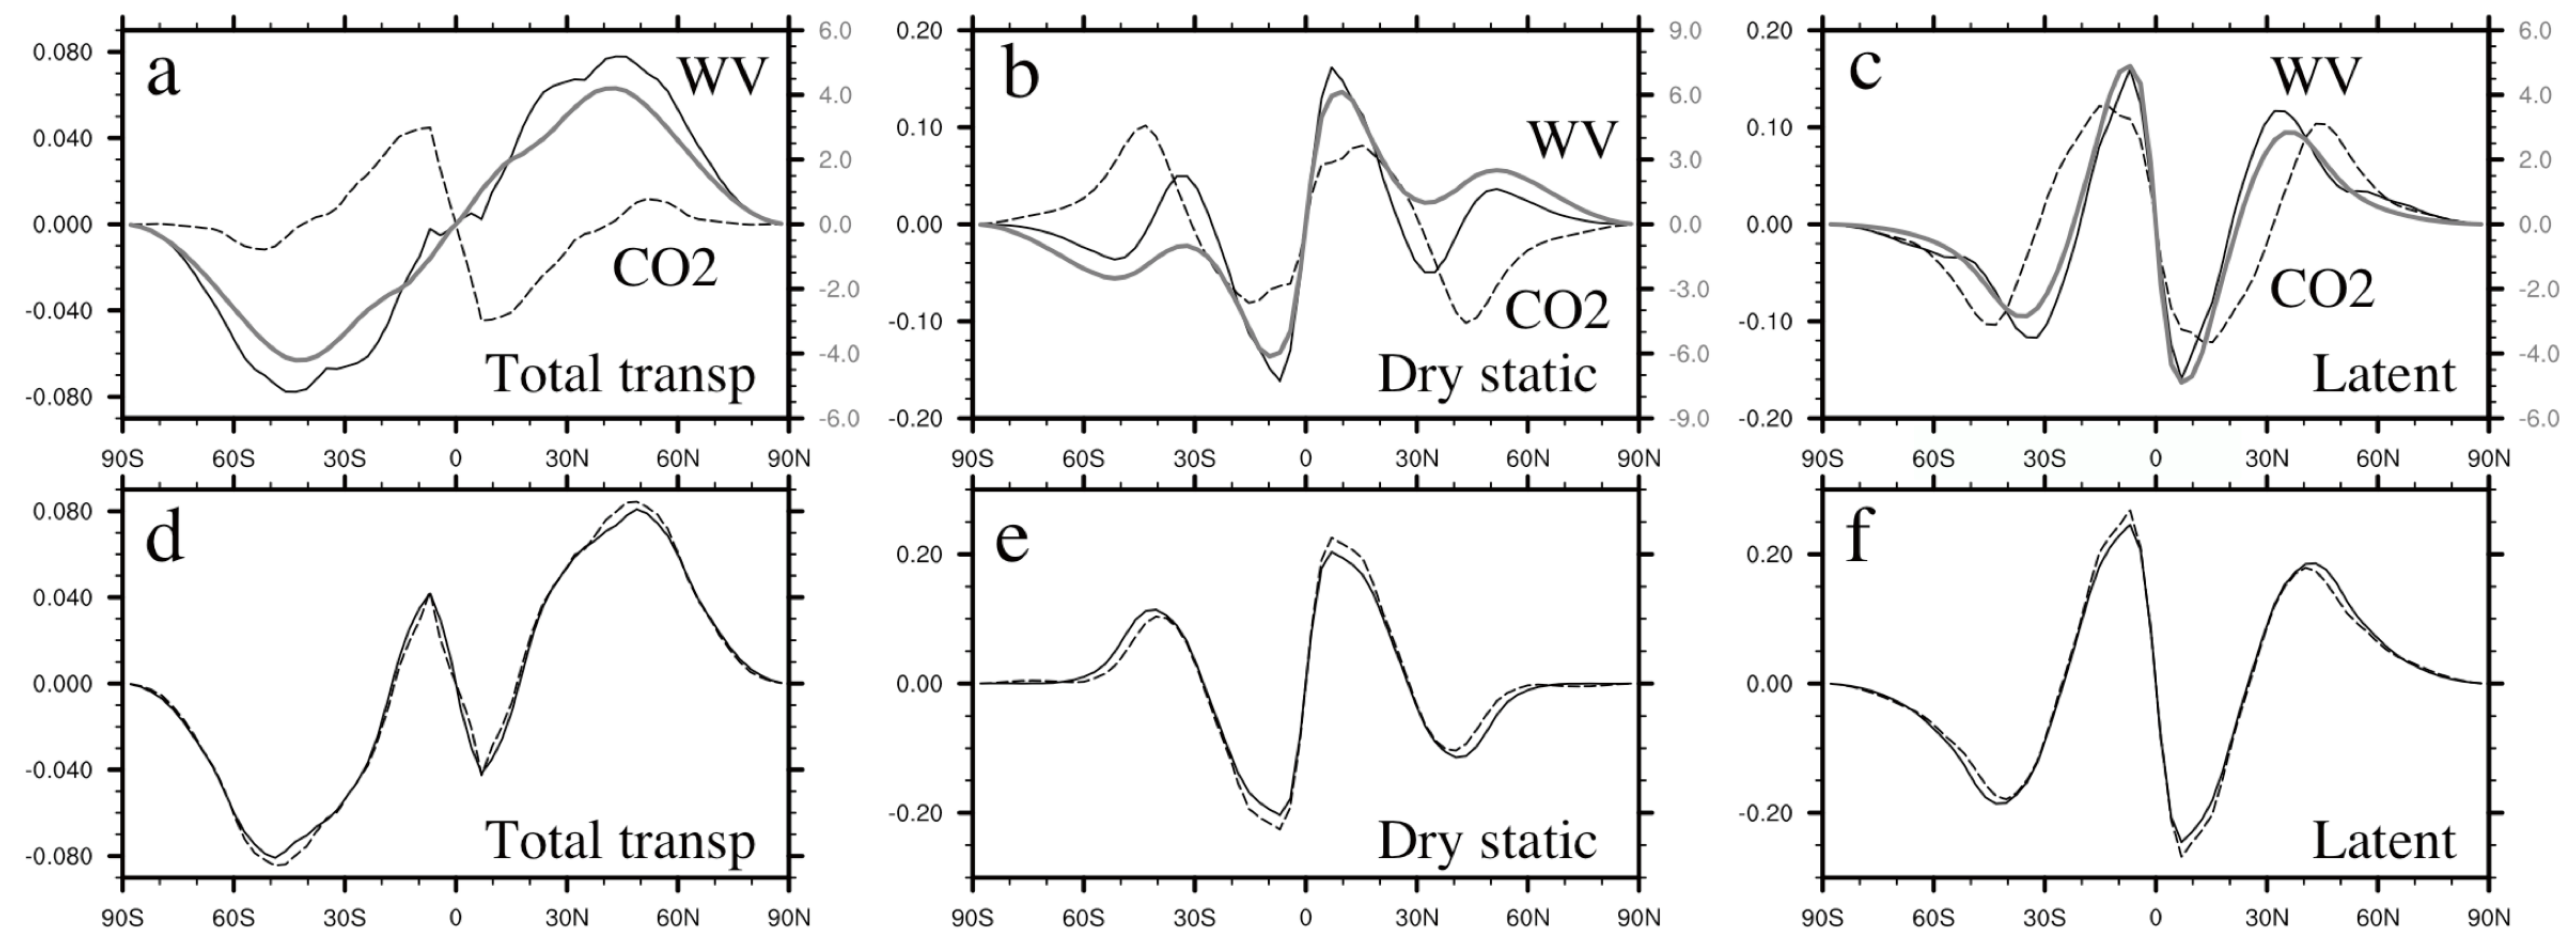 0.080
0.040
0.000
-0.040
-0.080
a
WV
CO2
Total transp
6.0
4.0
2.0
0.0
-2.0
-4.0
-6.0
90S 60S 30S 0 30N 60N 90N
0.20
0.10
0.00
-0.10
-0.20
b
WV
CO2
Dry static
9.0
6.0
3.0
0.0
-3.0
-6.0
-9.0
90S 60S 30S 0 30N 60N 90N
0.20
0.10
0.00
-0.10
-0.20
c
WV
CO2
Latent
6.0
4.0
2.0
0.0
-2.0
-4.0
-6.0
90S 60S 30S 0 30N 60N 90N
0.080
0.040
0.000
-0.040
-0.080
d
Total transp
90S 60S 30S 0 30N 60N 90N
0.20
0.00
-0.20
e
Dry static
90S 60S 30S 0 30N 60N 90N
0.20
0.00
-0.20
f
Latent
90S 60S 30S 0 30N 60N 90N